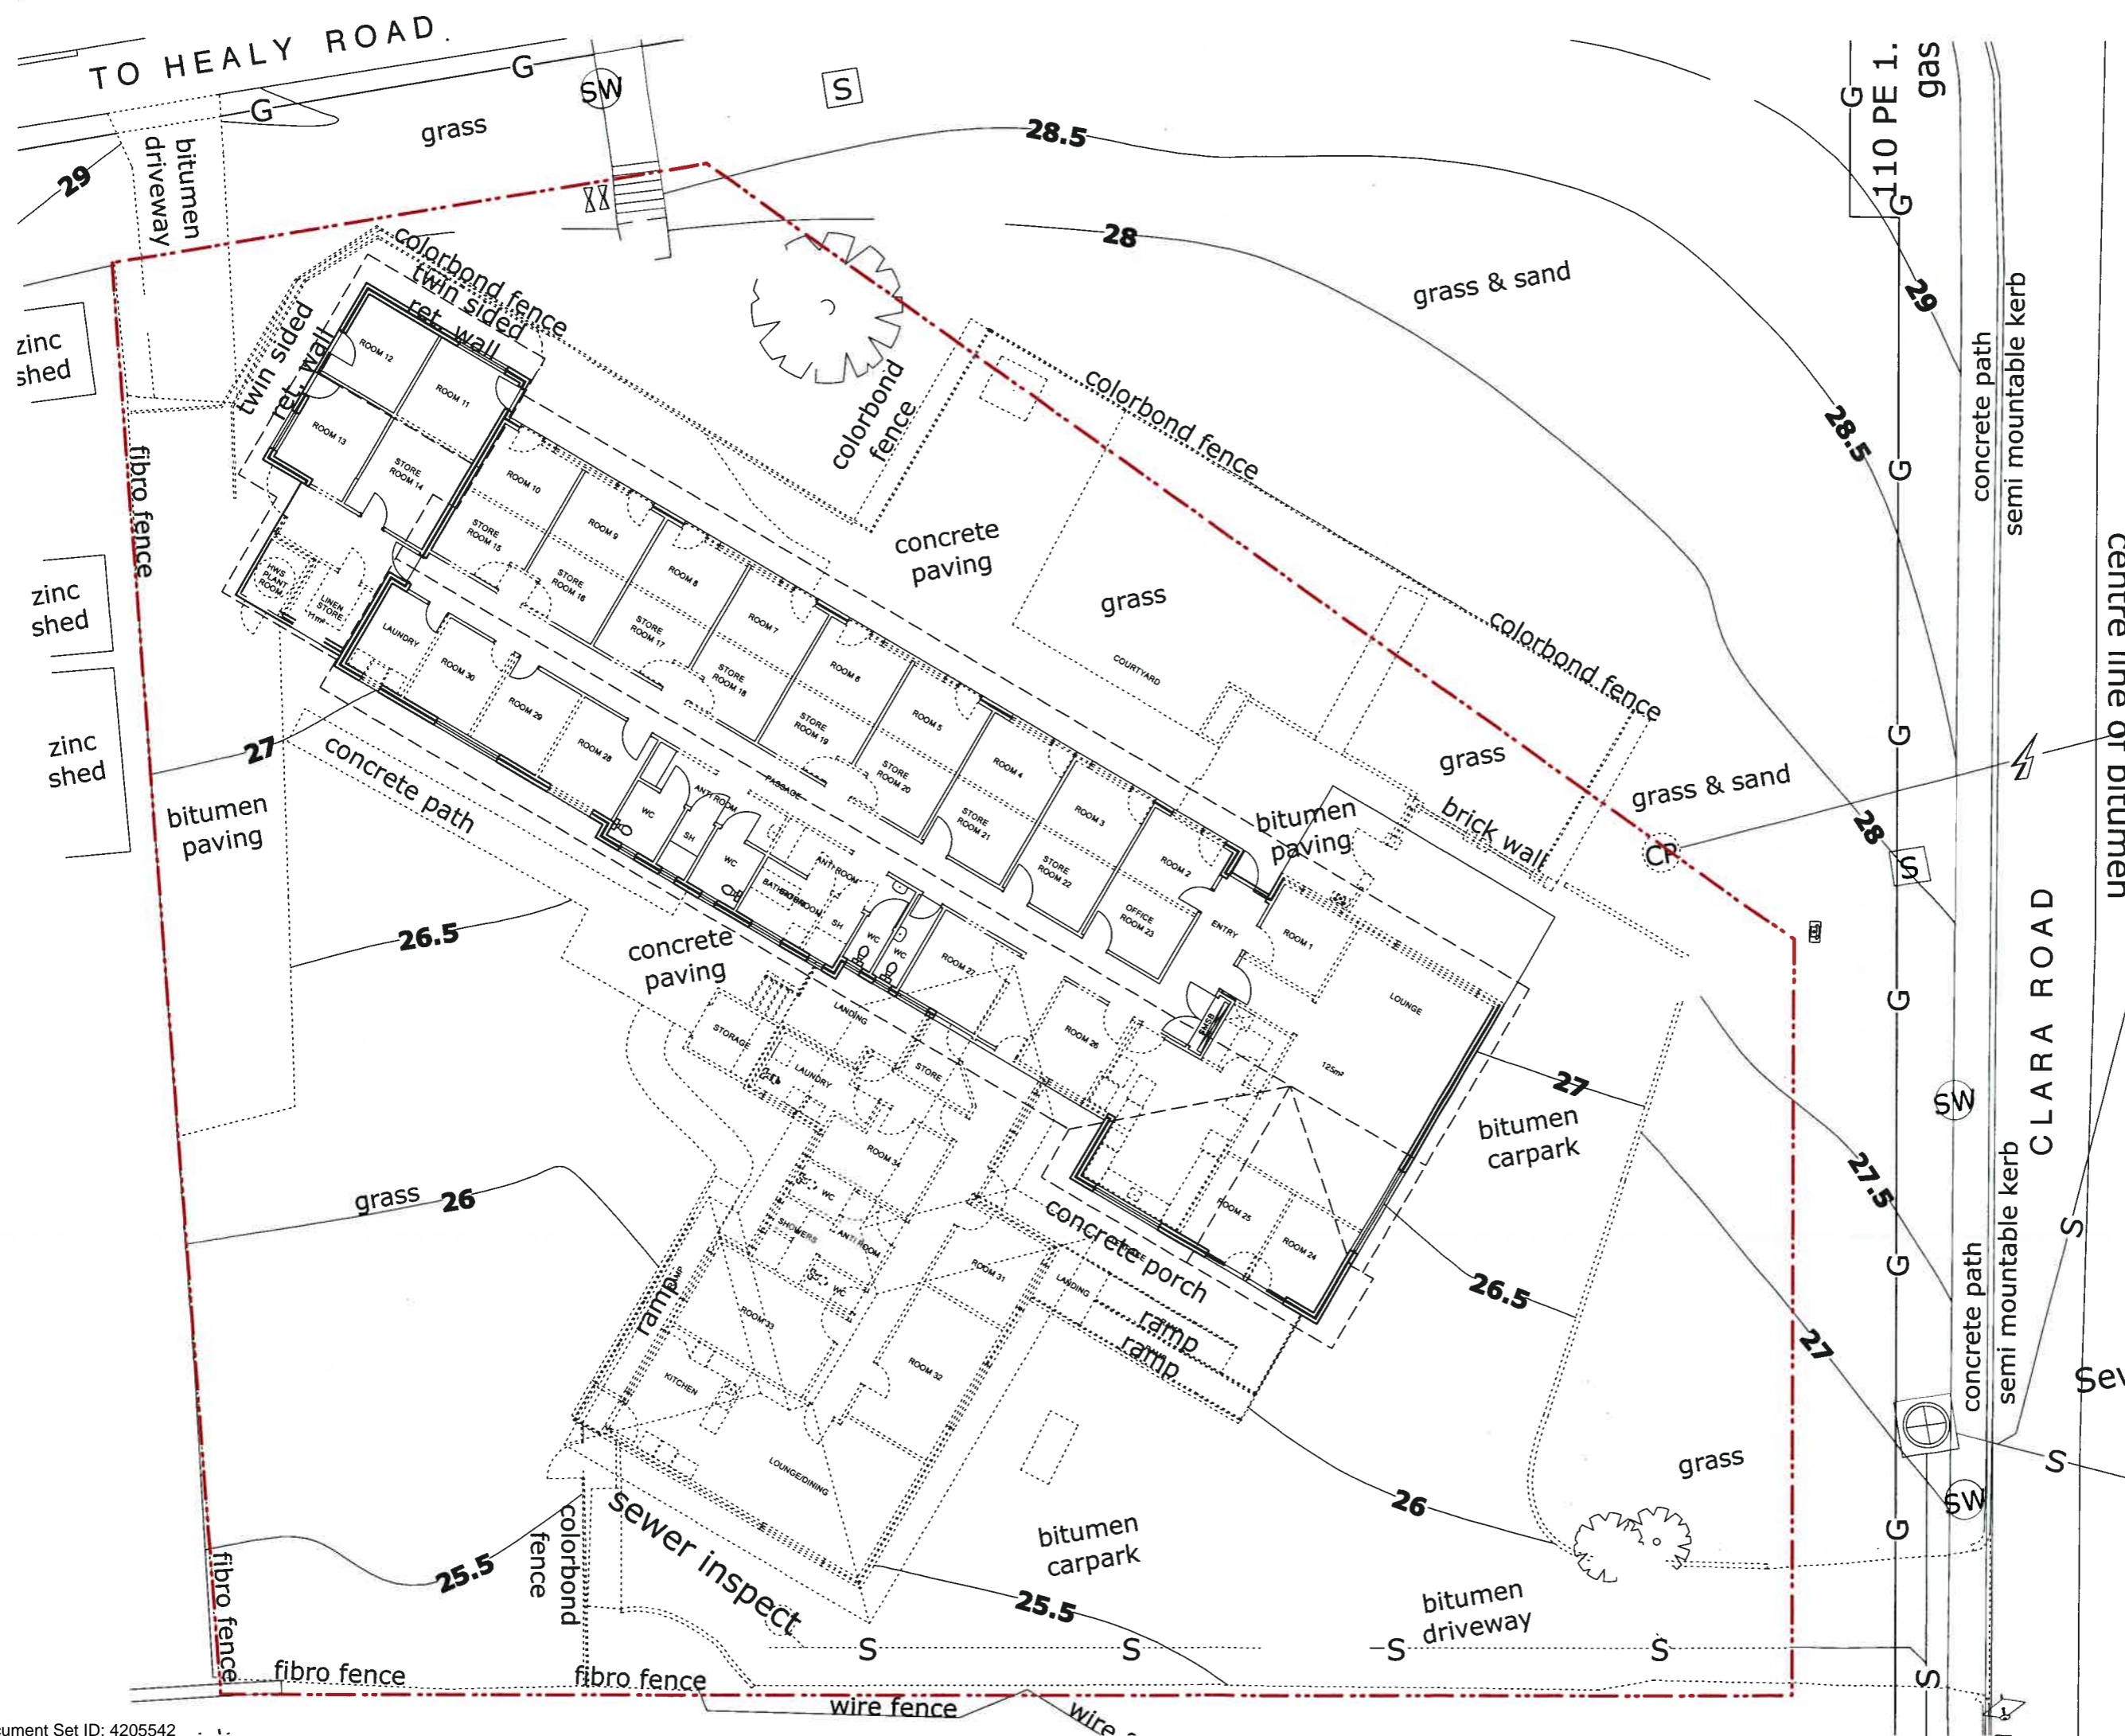 TO HEALY ROAD.
G
G
SW
S
grass
bitumen
driveway
29
28.5
28
grass & sand
G
110 PE 1.
gas
G
29
28.5
concrete path
semi mountable kerb
G
colorbond fence
twin sided
ret. wall
twin sided
ret. wall
zinc
shed
fibro fence
zinc
shed
zinc
shed
ROOM 12
ROOM 11
ROOM 13
STORE
ROOM 14
ROOM 10
STORE
ROOM 15
ROOM 9
STORE
ROOM 16
ROOM 8
STORE
ROOM 17
ROOM 7
STORE
ROOM 18
ROOM 6
STORE
ROOM 19
ROOM 5
STORE
ROOM 20
ROOM 4
STORE
ROOM 21
ROOM 3
STORE
ROOM 22
ROOM 2
OFFICE
ROOM 23
ENTRY
ROOM 1
LOUNGE
125m²
HWS
PLANT
ROOM
LINEN
STORE
LAUNDRY
ROOM 30
ROOM 29
ROOM 28
WC
SH
ANTI ROOM
PASSAGE
WC
ANTI ROOM
SH
WC
WC
ROOM 27
ROOM 26
MSB
ROOM 25
ROOM 24
colorbond
fence
colorbond fence
concrete
paving
grass
COURTYARD
colorbond fence
grass
grass & sand
bitumen
paving
brick wall
CP
28
S
G
centre line of bitumen
CLARA ROAD
27
bitumen
paving
concrete path
26.5
concrete
paving
STORAGE
LANDING
LAUNDRY
STORE
ROOM 34
WC
SHOWERS
ANTI ROOM
WC
ROOM 33
ROOM 31
ROOM 32
KITCHEN
LOUNGE/DINING
ramp
concrete porch
LANDING
ramp
ramp
27
bitumen
carpark
G
SW
27.5
26.5
27
G
concrete path
semi mountable kerb
S
Sev
S
SW
G
grass
26
grass
26
25.5
colorbond
fence
sewer inspect
bitumen
carpark
25.5
bitumen
driveway
S
S
S
S
S
fibro fence
fibro fence
fibro fence
wire fence
wire
cument Set ID: 4205542